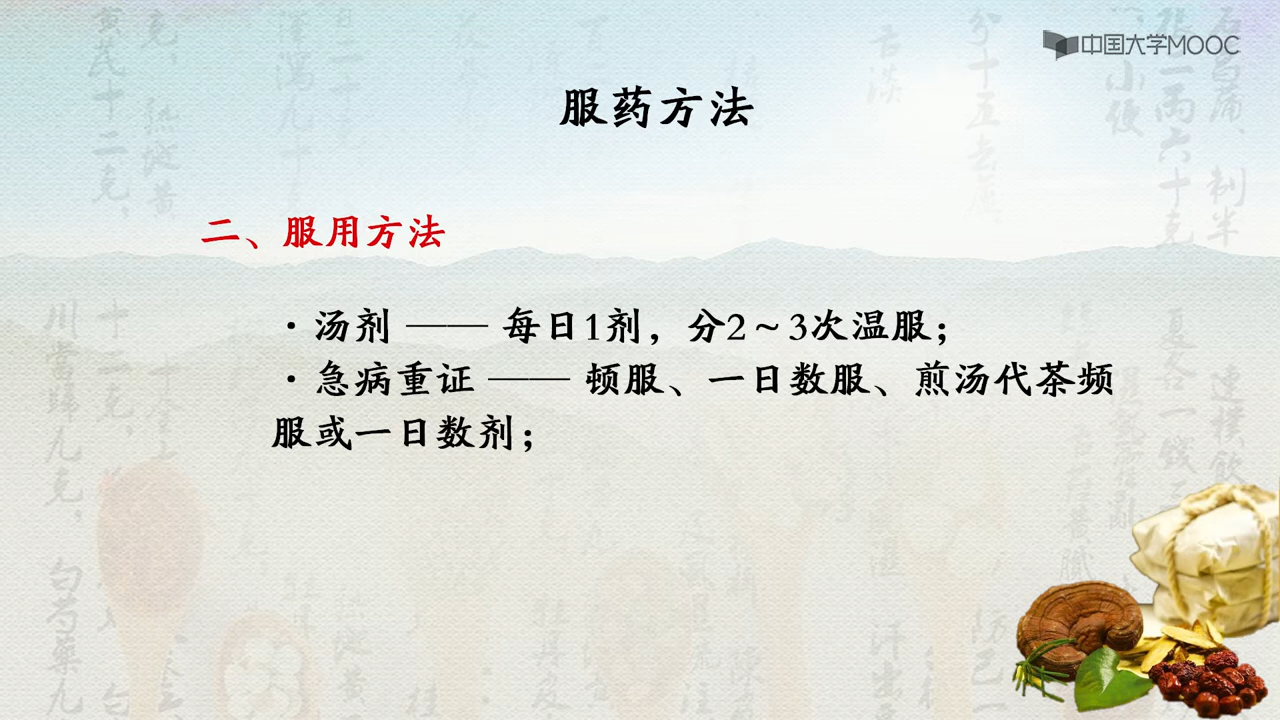 中国大学MOOC
服药方法
二、服用方法
·汤剂 —— 每日1剂，分2～3次温服；
·急病重证 —— 顿服、一日数服、煎汤代茶频
服或一日数剂；